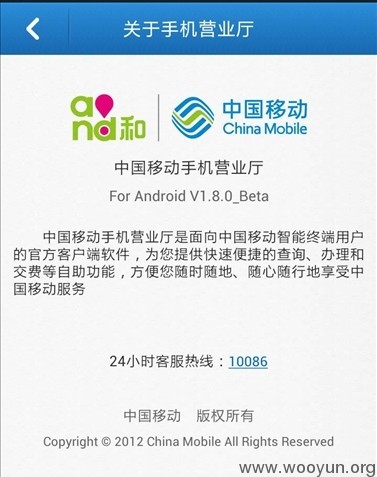 关于手机营业厅
and和
中国移动
China Mobile
中国移动手机营业厅
For Android V1.8.0_Beta
中国移动手机营业厅是面向中国移动智能终端用户
的官方客户端软件，为您提供快速便捷的查询、办理和
交费等自助功能，方便您随时随地、随心随行地享受中
国移动服务
24小时客服热线：10086
中国移动 版权所有
Copyright © 2012 China Mobile All Rights Reserved
www.wooyun.org